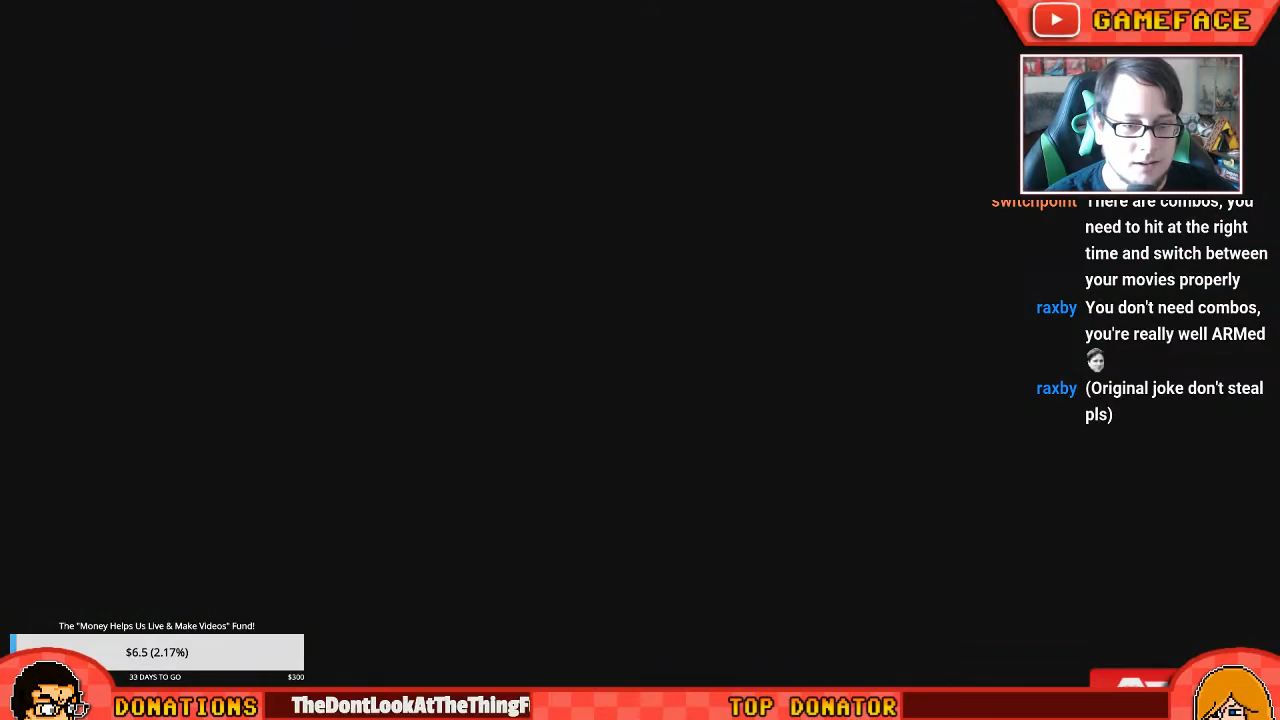 GAMEFACE
switchpoint There are combos, you
need to hit at the right
time and switch between
your movies properly
raxby You don't need combos,
you're really well ARMed
raxby (Original joke don't steal
pls)
The "Money Helps Us Live & Make Videos" Fund!
$6.5 (2.17%)
33 DAYS TO GO $300
DONATIONS TheDontLookAtTheThingF TOP DONATOR